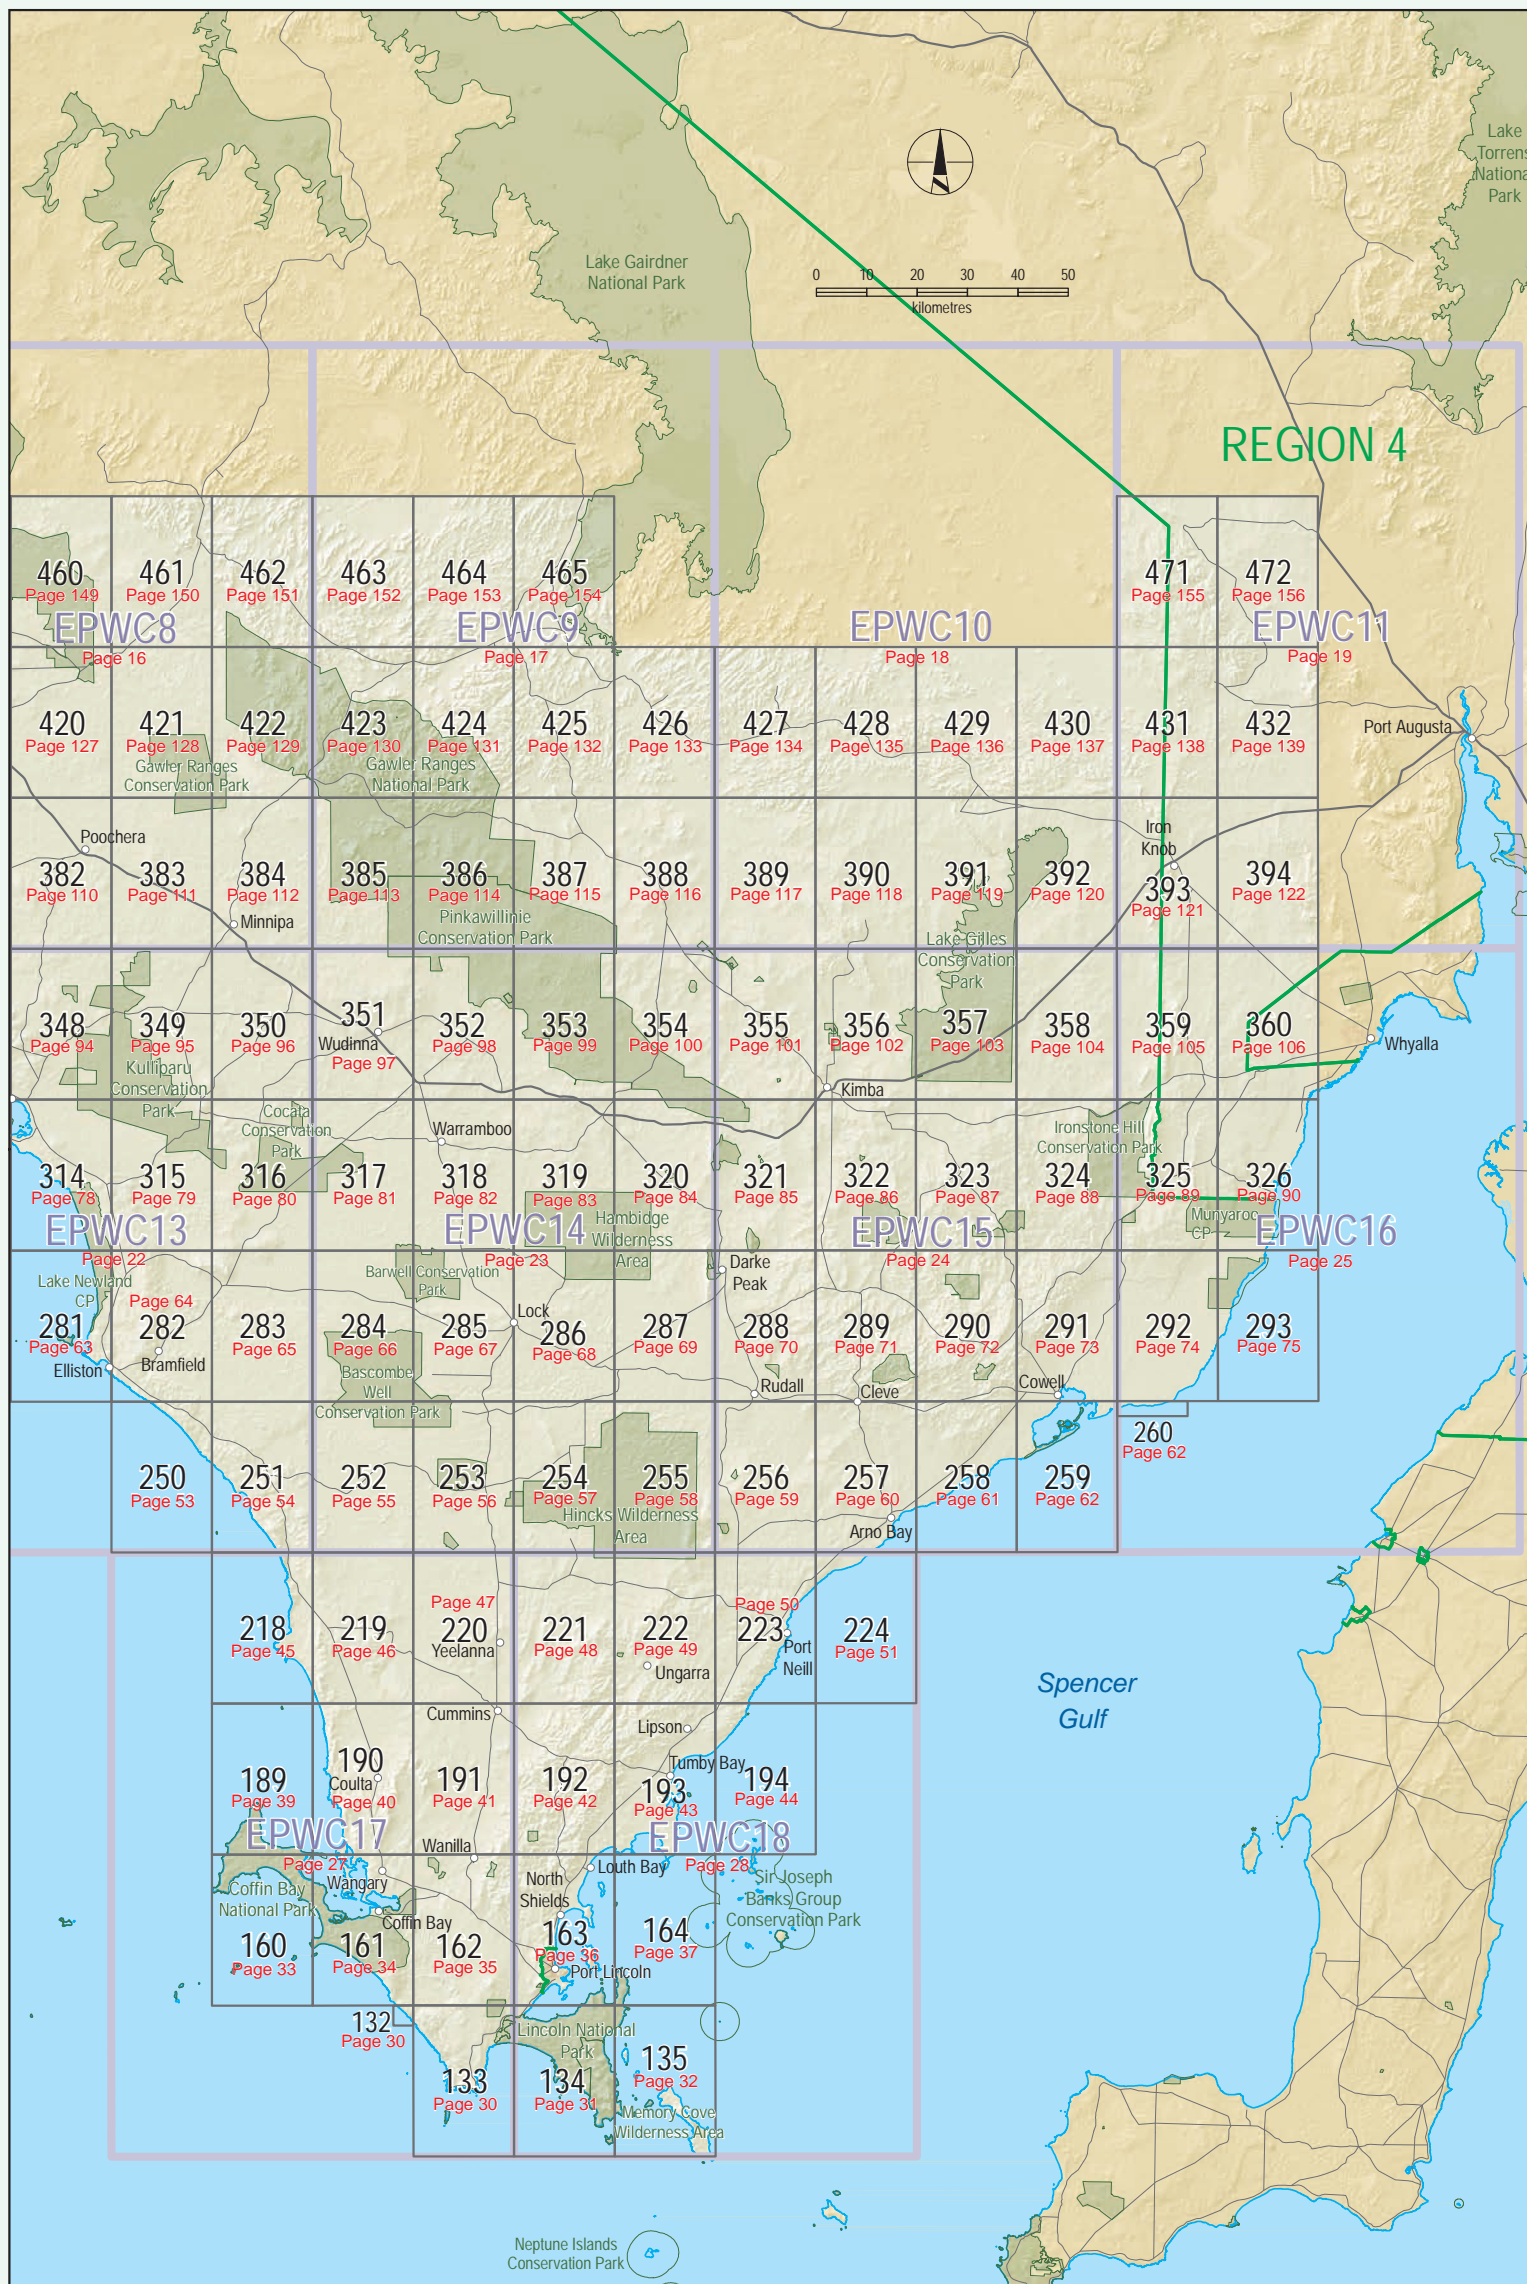 Lake
Torrens
National
Park
Lake Gairdner
National Park
0 10 20 30 40 50
kilometres
REGION 4
460 461 462 463 464 465 471 472
Page 149 Page 150 Page 151 Page 152 Page 153 Page 154 Page 155 Page 156
EPWC8 EPWC9 EPWC10 EPWC11
Page 16 Page 17 Page 18 Page 19
420 421 422 423 424 425 426 427 428 429 430 431 432
Page 127 Page 128 Page 129 Page 130 Page 131 Page 132 Page 133 Page 134 Page 135 Page 136 Page 137 Page 138 Page 139
Port Augusta
Gawler Ranges
Conservation Park
Gawler Ranges
National Park
Poochera
Iron
Knob
382 383 384 385 386 387 388 389 390 391 392 393 394
Page 110 Page 111 Page 112 Page 113 Page 114 Page 115 Page 116 Page 117 Page 118 Page 119 Page 120 Page 121 Page 122
Minnipa
Pinkawillinie
Conservation Park
Lake Gilles
Conservation
Park
348 349 350 351 352 353 354 355 356 357 358 359 360
Wudinna
Page 94 Page 95 Page 96 Page 97 Page 98 Page 99 Page 100 Page 101 Page 102 Page 103 Page 104 Page 105 Page 106
Whyalla
Kulliparu
Conservation
Park
Kimba
Cocata
Conservation
Park
Warramboo
Ironstone Hill
Conservation Park
314 315 316 317 318 319 320 321 322 323 324 325 326
Page 78 Page 79 Page 80 Page 81 Page 82 Page 83 Page 84 Page 85 Page 86 Page 87 Page 88 Page 89 Page 90
Hambidge
Wilderness
Area
Munyaroo
CP
EPWC13 EPWC14 EPWC15 EPWC16
Page 22 Page 23 Page 24 Page 25
Lake Newland
CP
Barwell Conservation
Park
Darke
Peak
Page 64
Lock
281 282 283 284 285 286 287 288 289 290 291 292 293
Page 63 Page 65 Page 66 Page 67 Page 68 Page 69 Page 70 Page 71 Page 72 Page 73 Page 74 Page 75
Elliston
Bramfield
Bascombe
Well
Conservation Park
Rudall
Cleve
Cowell
260
Page 62
250 251 252 253 254 255 256 257 258 259
Page 53 Page 54 Page 55 Page 56 Page 57 Page 58 Page 59 Page 60 Page 61 Page 62
Hincks Wilderness
Area
Arno Bay
Page 47 Page 50
218 219 220 221 222 223 224
Page 45 Page 46 Page 48 Page 49 Page 51
Yeelanna
Ungarra
Port
Neill
Spencer
Gulf
Cummins
Lipson
Tumby Bay
189 190 191 192 193 194
Coulta
Page 39 Page 40 Page 41 Page 42 Page 43 Page 44
EPWC17 EPWC18
Wanilla
Page 27 Page 28
Louth Bay
Wangary
North
Shields
Coffin Bay
National Park
Sir Joseph
Banks Group
Conservation Park
Coffin Bay
160 161 162 163 164
Page 33 Page 34 Page 35 Page 36 Page 37
Port Lincoln
132
Page 30
Lincoln National
Park
133 134 135
Page 30 Page 31 Page 32
Memory Cove
Wilderness Area
Neptune Islands
Conservation Park